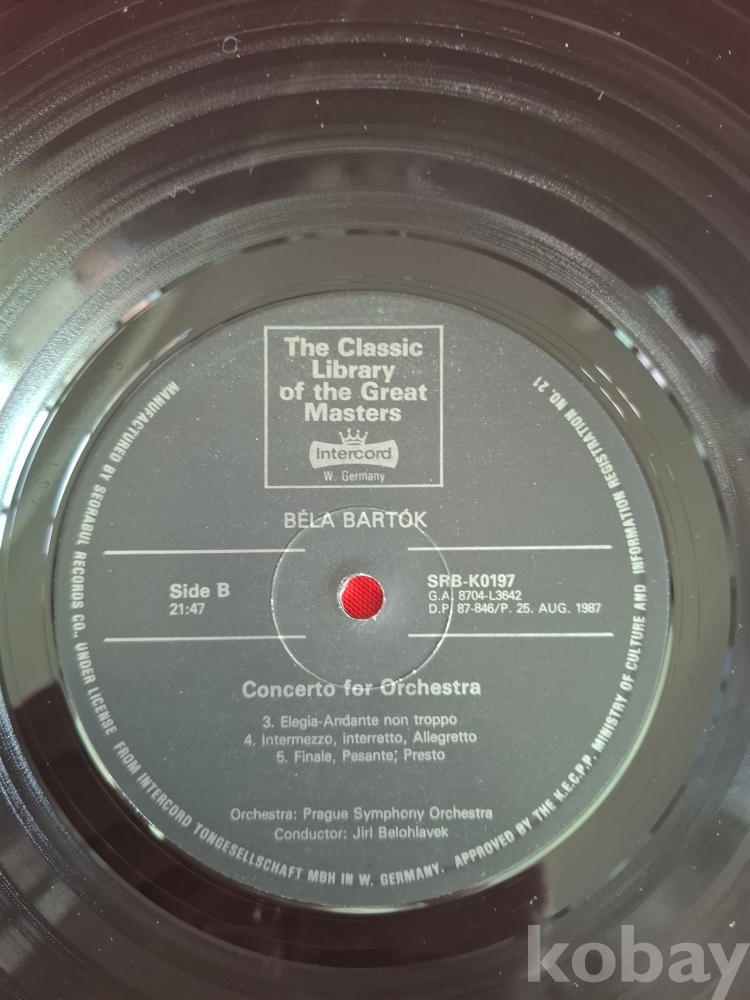 The Classic
Library
of the Great
Masters
Intercord
W. Germany
BÉLA BARTÓK
Side B
21:47
SRB-K0197
G.A. 8704-L3642
D.P. 87-846/P. 25. AUG. 1987
Concerto for Orchestra
3. Elegia-Andante non troppo
4. Intermezzo, interretto, Allegretto
5. Finale, Pesante; Presto
Orchestra: Prague Symphony Orchestra
Conductor: Jirl Belohlavek
MANUFACTURED BY SEORABUL RECORDS CO., UNDER LICENSE FROM INTERCORD TONGESELLSCHAFT MBH IN W. GERMANY. APPROVED BY THE K.E.C.P.P. MINISTRY OF CULTURE AND INFORMATION REGISTRATION NO. 21
kobay